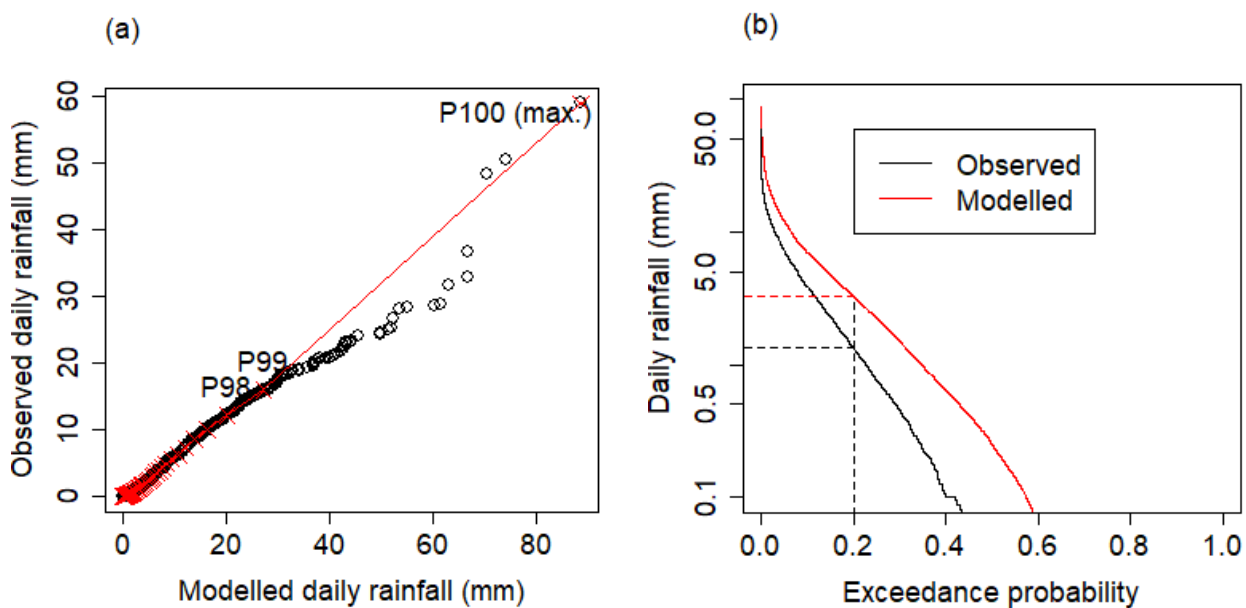 (a)
Observed daily rainfall (mm)
60
50
40
30
20
10
0
P100 (max.)
P99
P98
0 20 40 60 80
Modelled daily rainfall (mm)
(b)
Daily rainfall (mm)
50.0
5.0
0.5
0.1
Observed
Modelled
0.0 0.2 0.4 0.6 0.8 1.0
Exceedance probability